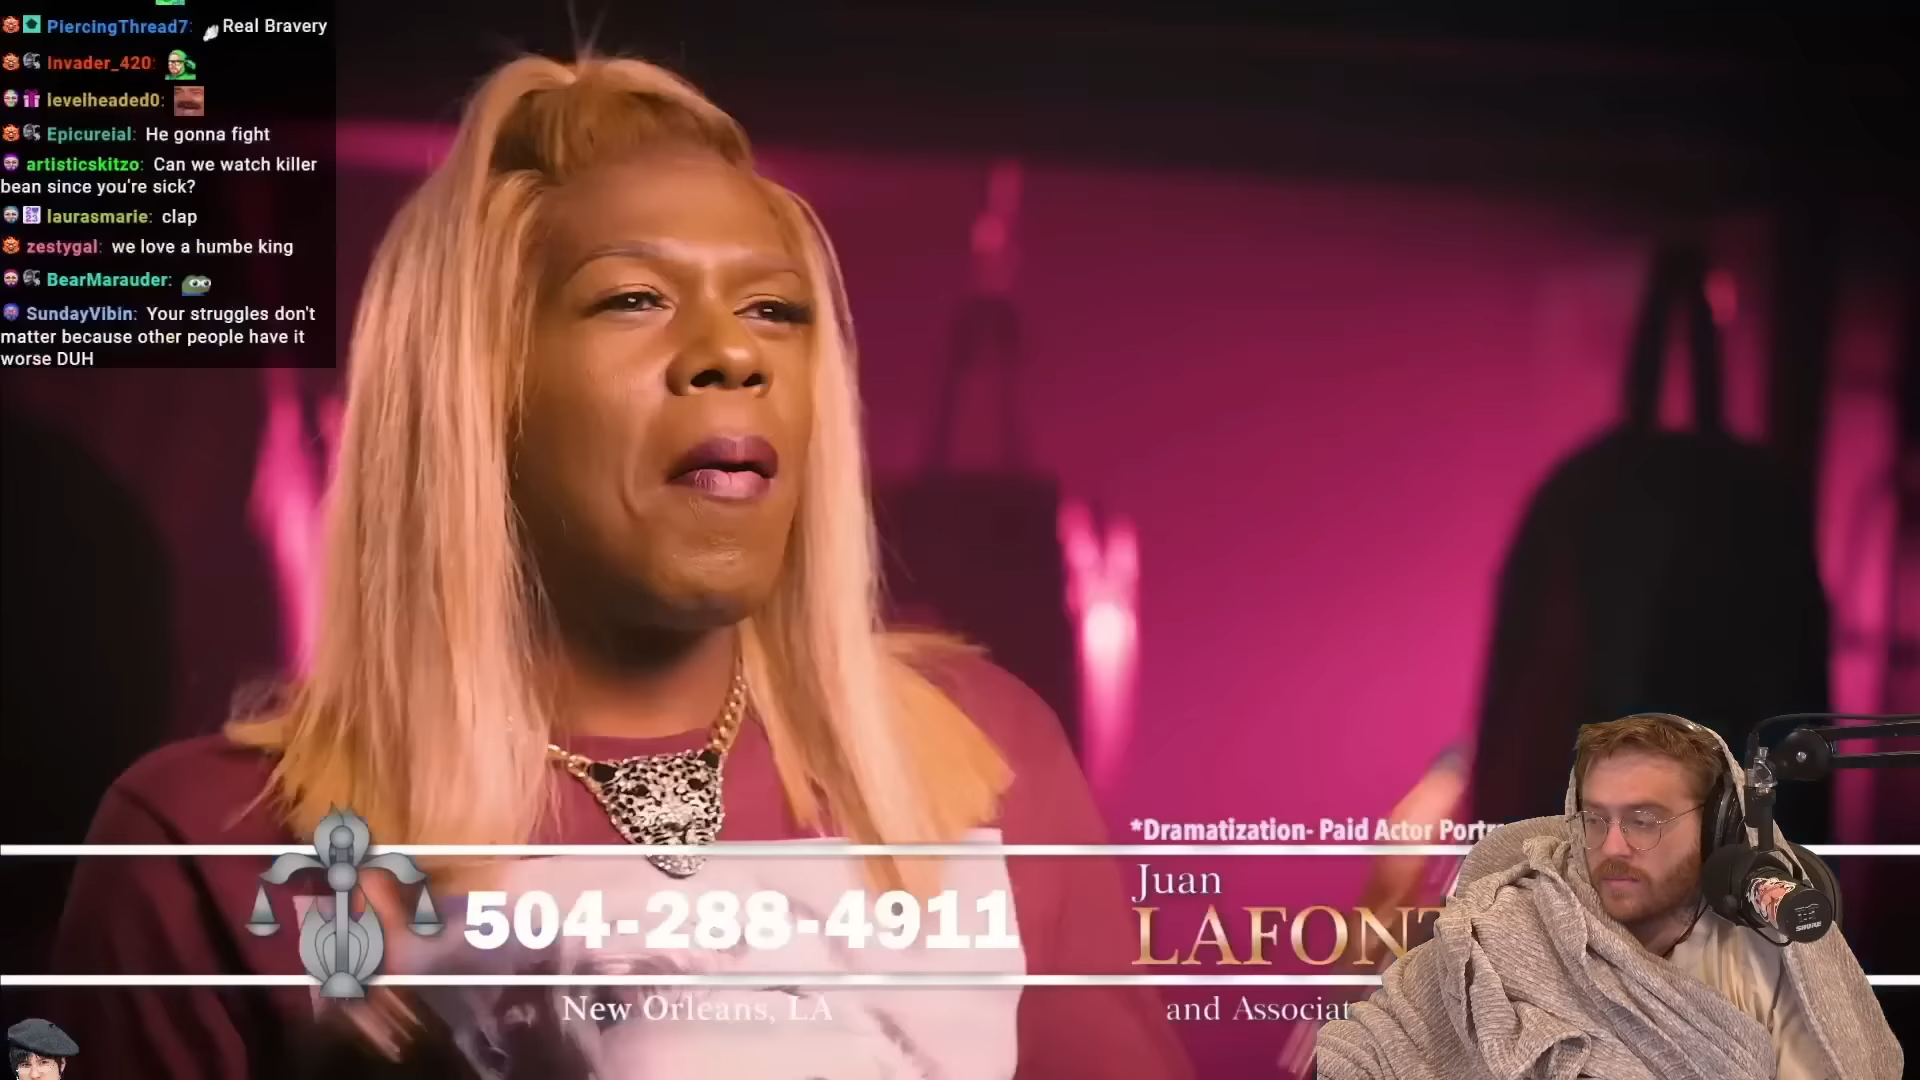 PiercingThread7: Real Bravery
Invader_420:
levelheaded0:
Epicureial: He gonna fight
artisticskitzo: Can we watch killer
bean since you're sick?
laurasmarie: clap
zestygal: we love a humbe king
BearMarauder:
SundayVibin: Your struggles don't
matter because other people have it
worse DUH
*Dramatization- Paid Actor Portr
Juan
504-288-4911
LAFONT
New Orleans, LA
and Associat
SHURE